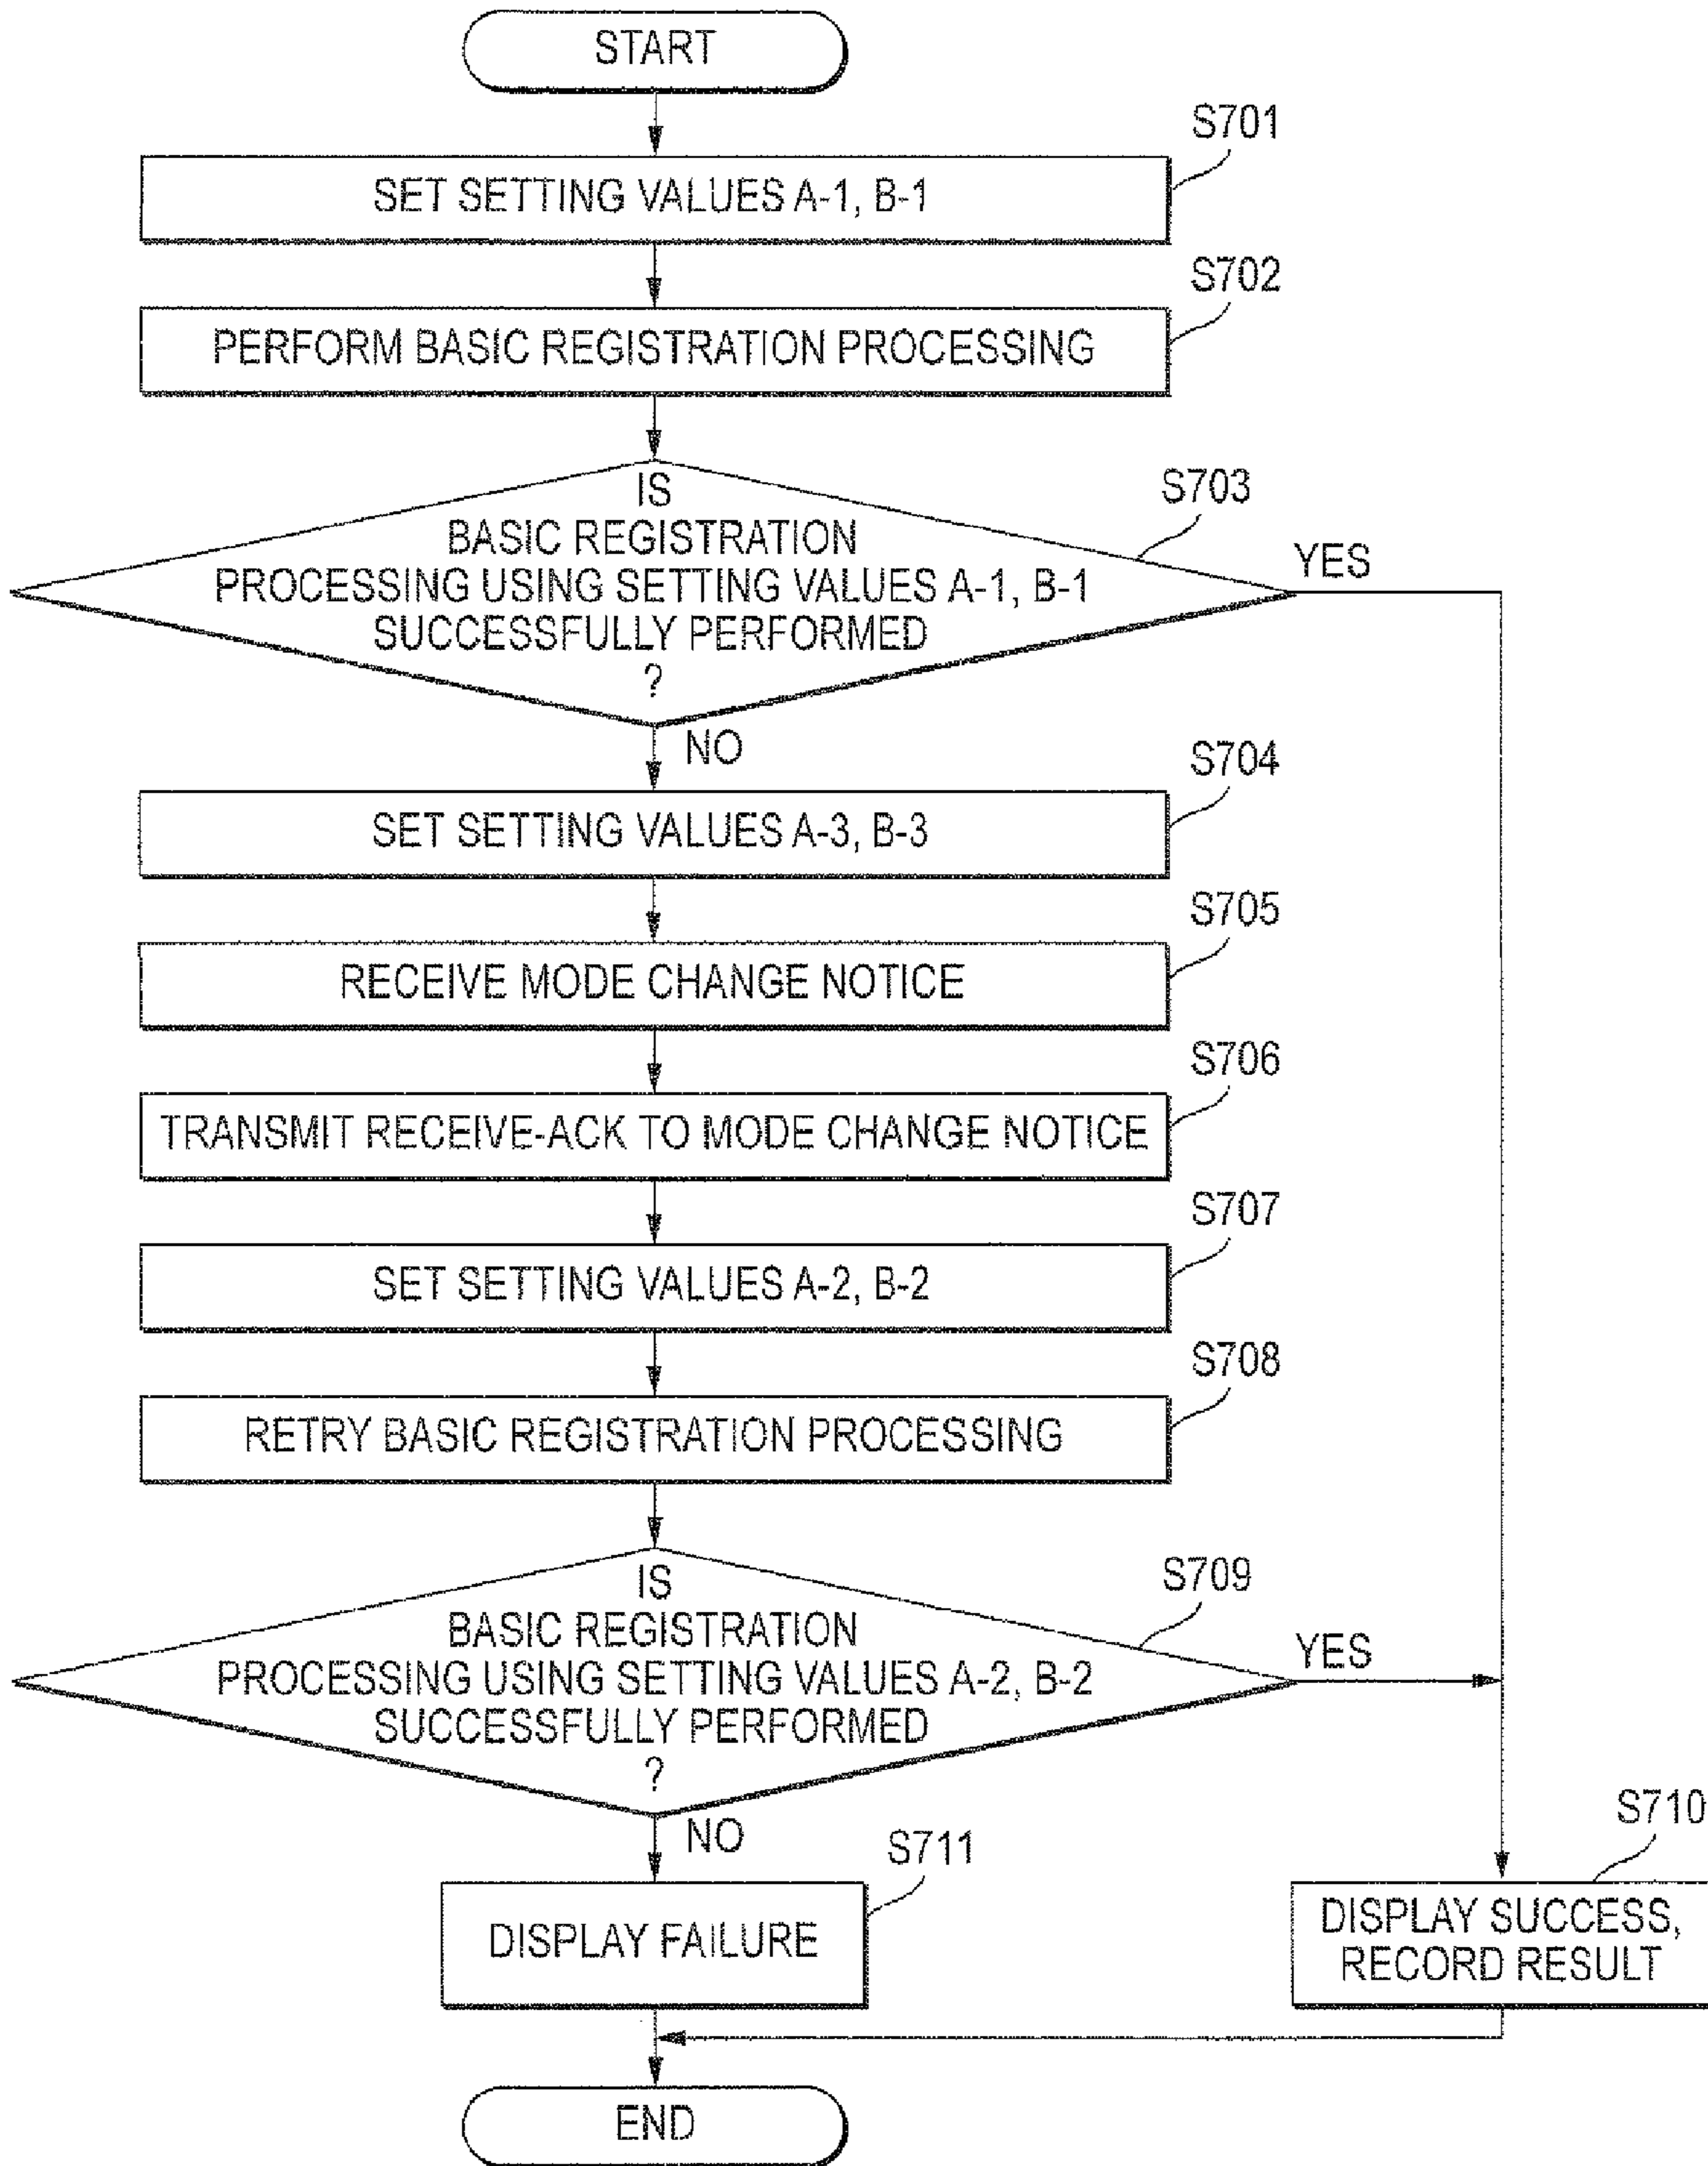 START
S701
SET SETTING VALUES A-1, B-1
S702
PERFORM BASIC REGISTRATION PROCESSING
S703
IS
BASIC REGISTRATION
PROCESSING USING SETTING VALUES A-1, B-1
SUCCESSFULLY PERFORMED
?
YES
NO
S704
SET SETTING VALUES A-3, B-3
S705
RECEIVE MODE CHANGE NOTICE
S706
TRANSMIT RECEIVE-ACK TO MODE CHANGE NOTICE
S707
SET SETTING VALUES A-2, B-2
S708
RETRY BASIC REGISTRATION PROCESSING
S709
IS
BASIC REGISTRATION
PROCESSING USING SETTING VALUES A-2, B-2
SUCCESSFULLY PERFORMED
?
YES
NO
S711
DISPLAY FAILURE
S710
DISPLAY SUCCESS,
RECORD RESULT
END